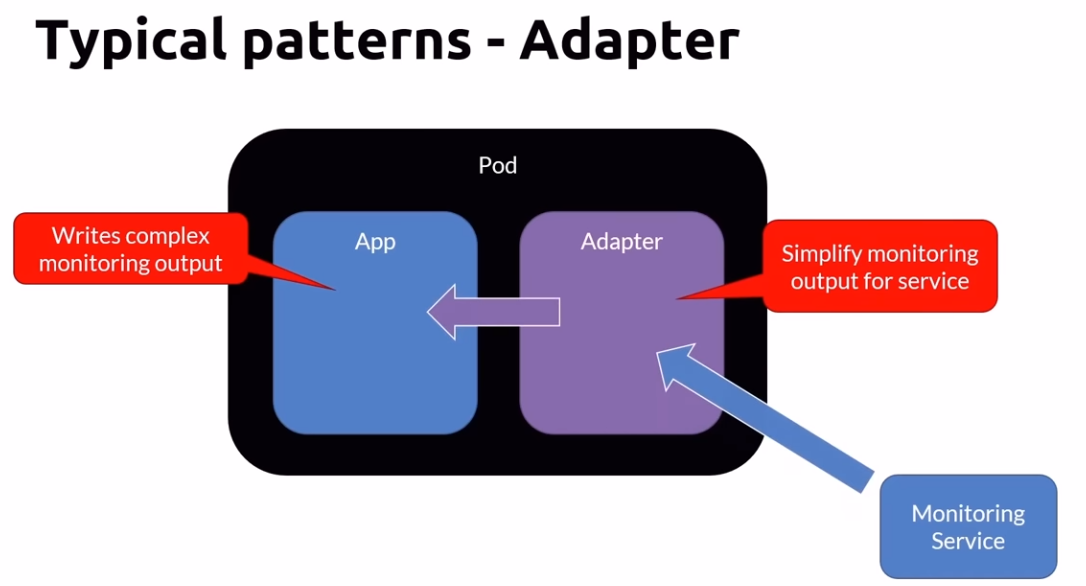 Typical patterns - Adapter
Pod
Writes complex
monitoring output
App
Adapter
Simplify monitoring
output for service
Monitoring
Service